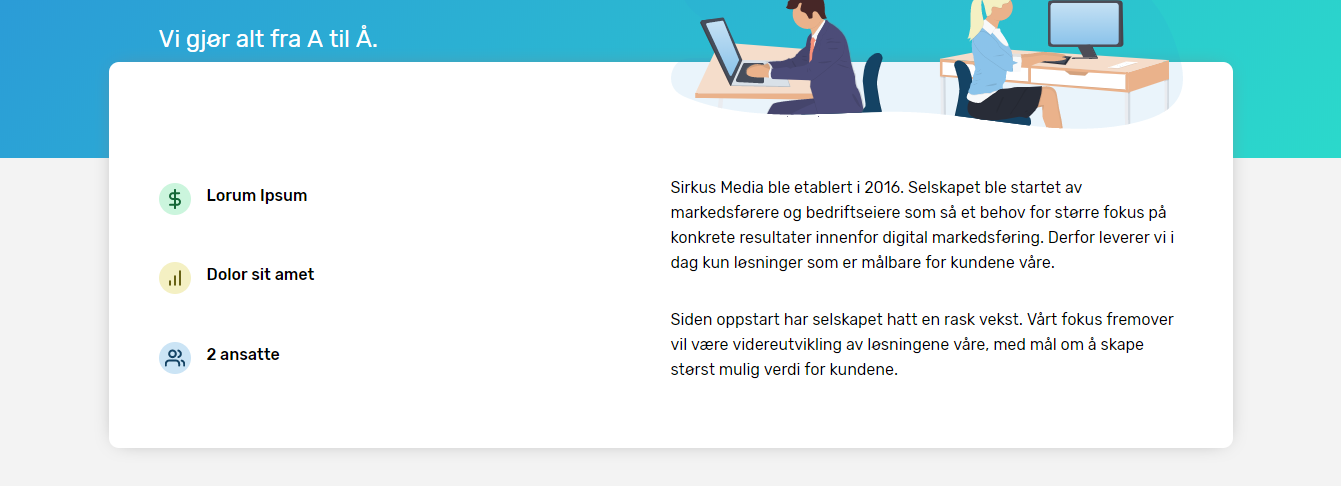 Vi gjør alt fra A til Å.
Lorum Ipsum
Dolor sit amet
2 ansatte
Sirkus Media ble etablert i 2016. Selskapet ble startet av
markedsførere og bedriftseiere som så et behov for større fokus på
konkrete resultater innenfor digital markedsføring. Derfor leverer vi i
dag kun løsninger som er målbare for kundene våre.
Siden oppstart har selskapet hatt en rask vekst. Vårt fokus fremover
vil være videreutvikling av løsningene våre, med mål om å skape
størst mulig verdi for kundene.